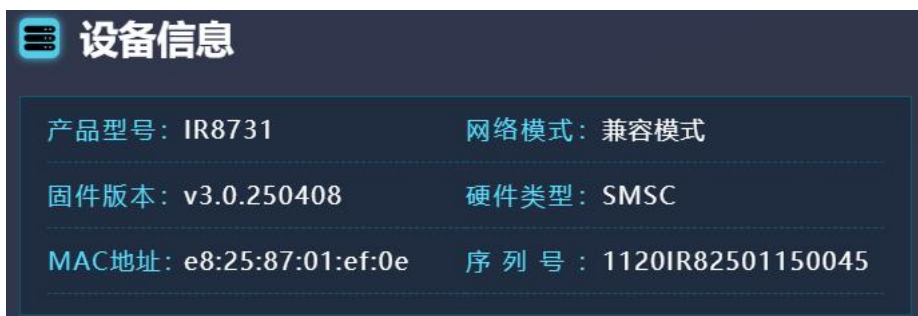 设备信息
产品型号：IR8731 网络模式：兼容模式
固件版本：v3.0.250408 硬件类型：SMSC
MAC地址：e8:25:87:01:ef:0e 序列号：1120IR82501150045